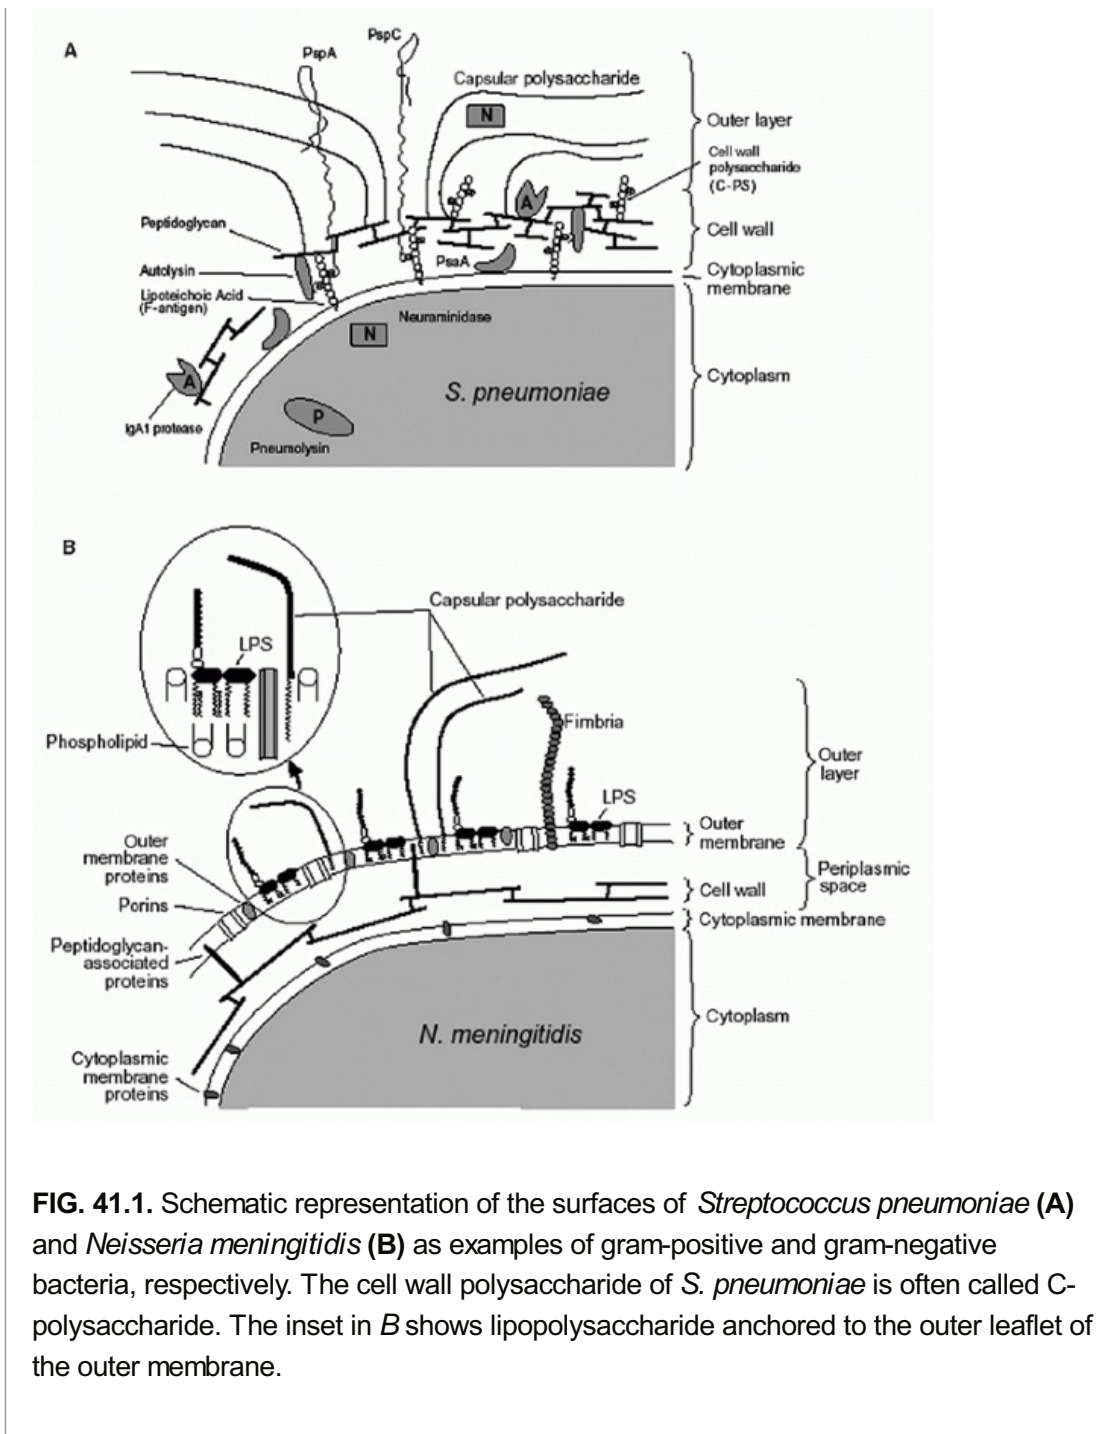 A
PspA
PspC
Capsular polysaccharide
N
Outer layer
Cell wall
polysaccharido
(C-PS)
A
Peptidoglycan
Cell wall
Autolysin
PsaA
Cytoplasmic
membrane
Lipoteichoic Acid
(F-antigen)
Neuraminidase
N
A
S. pneumoniae
Cytoplasm
P
IgA1 protease
Pneumolysin
B
Capsular polysaccharide
LPS
Phospholipid
Fimbria
Outer
layer
LPS
Outer
membrane
Outer
membrane
proteins
Periplasmic
space
Cell wall
Porins
Cytoplasmic membrane
Peptidoglycan-
associated
proteins
N. meningitidis
Cytoplasm
Cytoplasmic
membrane
proteins
FIG. 41.1. Schematic representation of the surfaces of Streptococcus pneumoniae (A)
and Neisseria meningitidis (B) as examples of gram-positive and gram-negative
bacteria, respectively. The cell wall polysaccharide of S. pneumoniae is often called C-
polysaccharide. The inset in B shows lipopolysaccharide anchored to the outer leaflet of
the outer membrane.